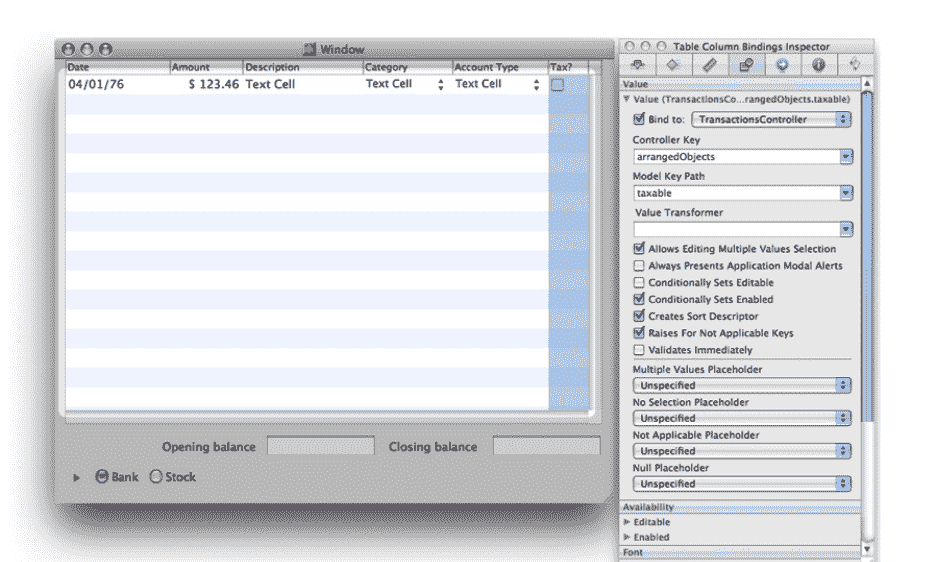 Window
Date Amount Description Category Account Type Tax?
04/01/76 $ 123.46 Text Cell Text Cell Text Cell
Opening balance Closing balance
Bank Stock
Table Column Bindings Inspector
Value
Value (TransactionsCo...rangedObjects.taxable)
Bind to: TransactionsController
Controller Key
arrangedObjects
Model Key Path
taxable
Value Transformer
Allows Editing Multiple Values Selection
Always Presents Application Modal Alerts
Conditionally Sets Editable
Conditionally Sets Enabled
Creates Sort Descriptor
Raises For Not Applicable Keys
Validates Immediately
Multiple Values Placeholder
Unspecified
No Selection Placeholder
Unspecified
Not Applicable Placeholder
Unspecified
Null Placeholder
Unspecified
Availability
Editable
Enabled
Font